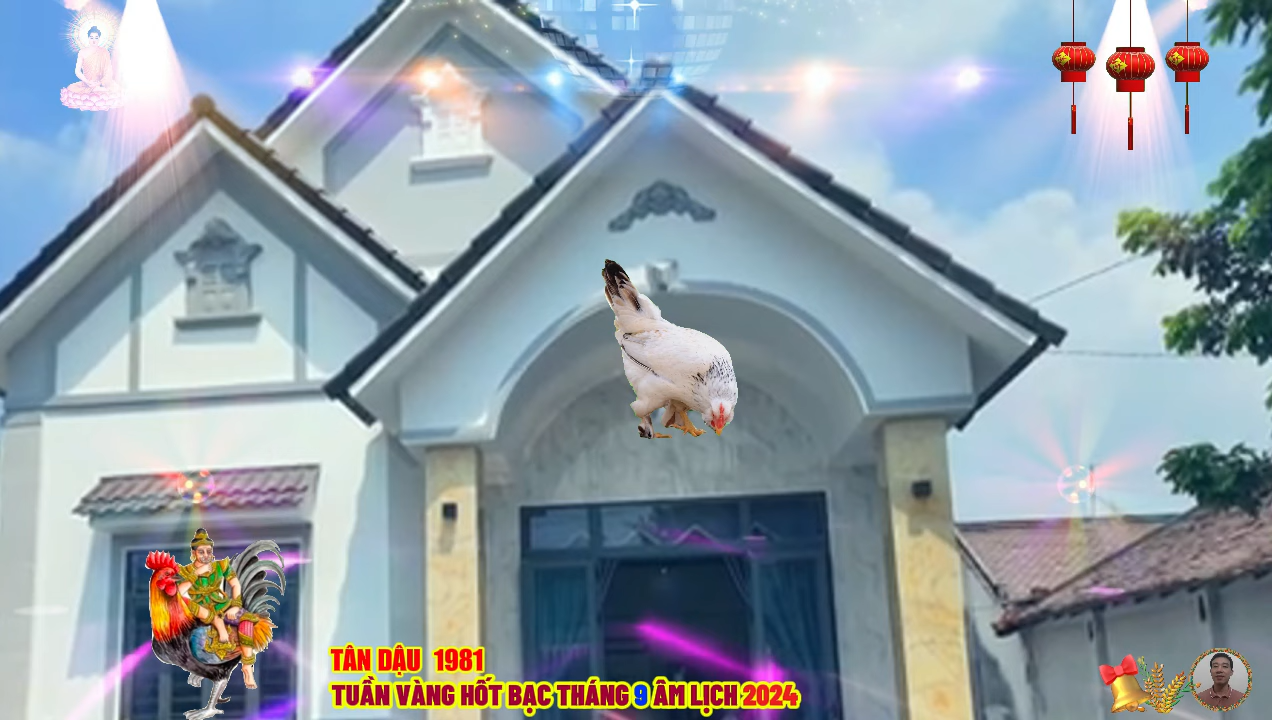 TÂN DẬU 1981
TUẦN VÀNG HỐT BẠC THÁNG 9 ÂM LỊCH 2024